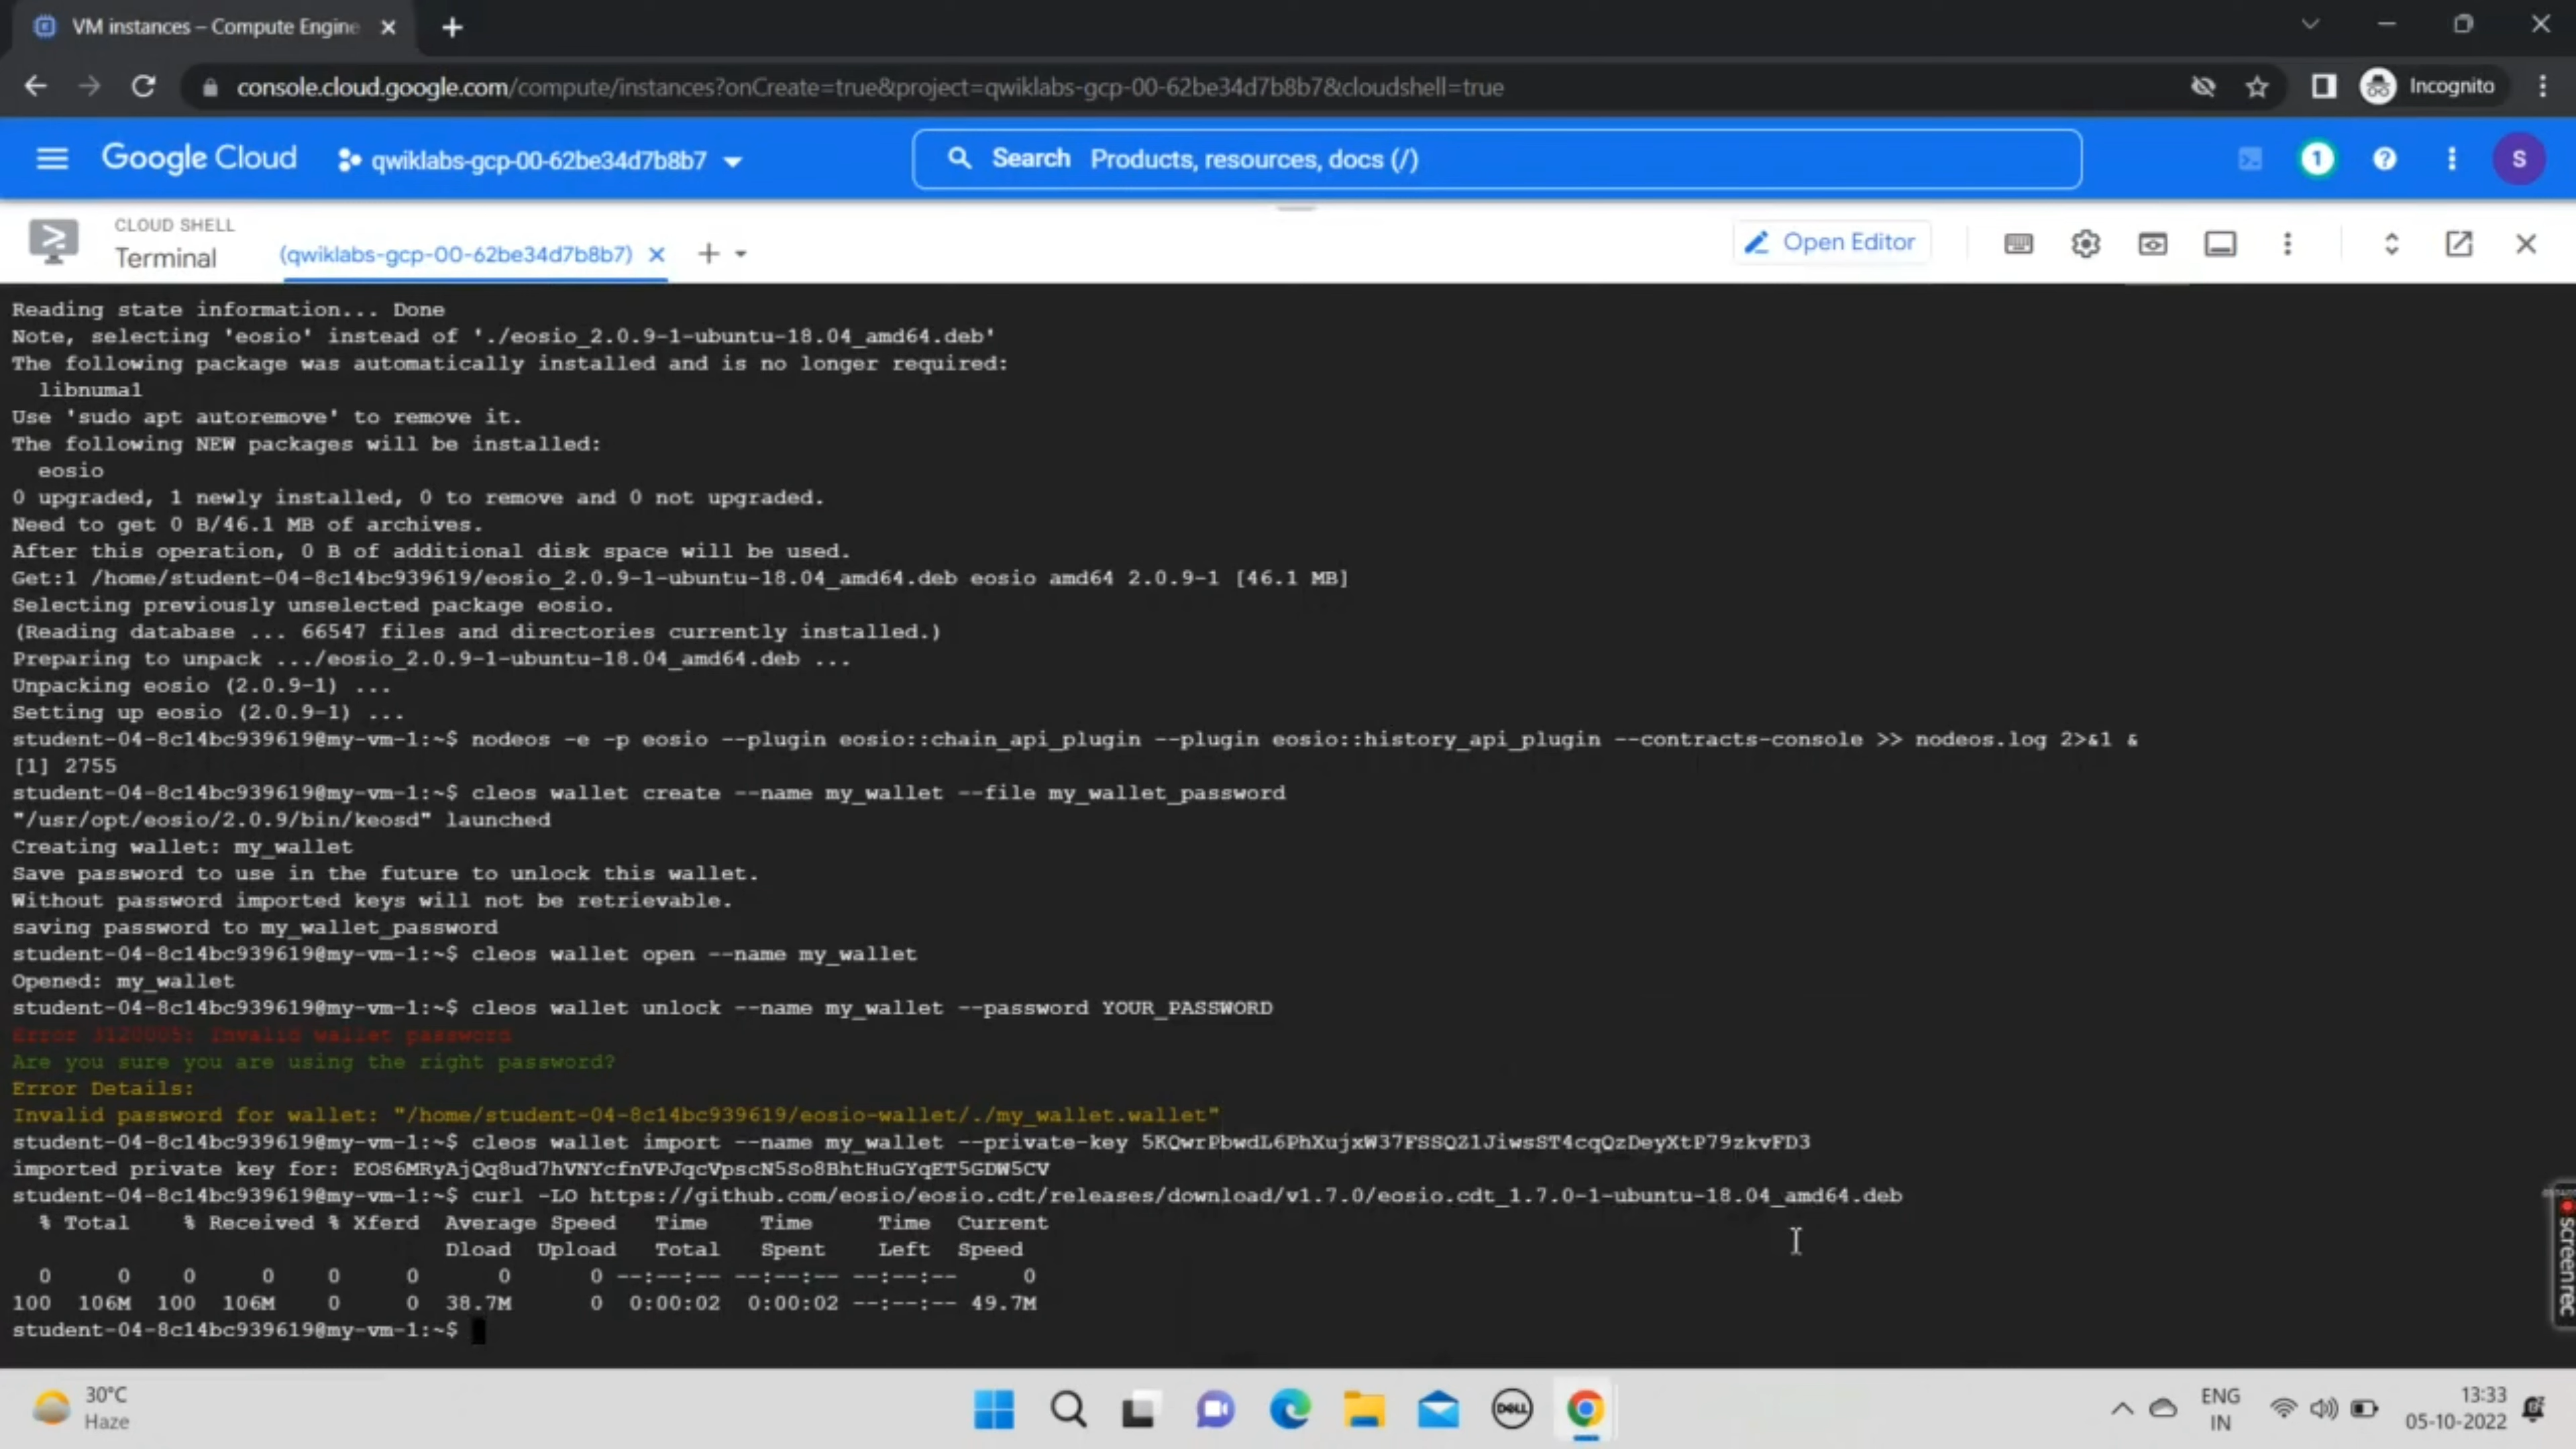 VM instances – Compute Engine
console.cloud.google.com/compute/instances?onCreate=true&project=qwiklabs-gcp-00-62be34d7b8b7&cloudshell=true
Incognito
Google Cloud
qwiklabs-gcp-00-62be34d7b8b7
Search Products, resources, docs (/)
1
?
S
CLOUD SHELL
Terminal
(qwiklabs-gcp-00-62be34d7b8b7)
Open Editor
Reading state information... Done
Note, selecting 'eosio' instead of './eosio_2.0.9-1-ubuntu-18.04_amd64.deb'
The following package was automatically installed and is no longer required:
libnuma1
Use 'sudo apt autoremove' to remove it.
The following NEW packages will be installed:
eosio
0 upgraded, 1 newly installed, 0 to remove and 0 not upgraded.
Need to get 0 B/46.1 MB of archives.
After this operation, 0 B of additional disk space will be used.
Get:1 /home/student-04-8c14bc939619/eosio_2.0.9-1-ubuntu-18.04_amd64.deb eosio amd64 2.0.9-1 [46.1 MB]
Selecting previously unselected package eosio.
(Reading database ... 66547 files and directories currently installed.)
Preparing to unpack .../eosio_2.0.9-1-ubuntu-18.04_amd64.deb ...
Unpacking eosio (2.0.9-1) ...
Setting up eosio (2.0.9-1) ...
student-04-8c14bc939619@my-vm-1:~$ nodeos -e -p eosio --plugin eosio::chain_api_plugin --plugin eosio::history_api_plugin --contracts-console >> nodeos.log 2>&1 &
[1] 2755
student-04-8c14bc939619@my-vm-1:~$ cleos wallet create --name my_wallet --file my_wallet_password
"/usr/opt/eosio/2.0.9/bin/keosd" launched
Creating wallet: my_wallet
Save password to use in the future to unlock this wallet.
Without password imported keys will not be retrievable.
saving password to my_wallet_password
student-04-8c14bc939619@my-vm-1:~$ cleos wallet open --name my_wallet
Opened: my_wallet
student-04-8c14bc939619@my-vm-1:~$ cleos wallet unlock --name my_wallet --password YOUR_PASSWORD
Error 3120005: Invalid wallet password
Are you sure you are using the right password?
Error Details:
Invalid password for wallet: "/home/student-04-8c14bc939619/eosio-wallet/./my_wallet.wallet"
student-04-8c14bc939619@my-vm-1:~$ cleos wallet import --name my_wallet --private-key 5KQwrPbwdL6PhXujxW37FSSQZ1JiwsST4cqQzDeyXtP79zkvFD3
imported private key for: EOS6MRyAjQq8ud7hVNYcfnVPJqcVpscN5So8BhtHuGYqET5GDW5CV
student-04-8c14bc939619@my-vm-1:~$ curl -LO https://github.com/eosio/eosio.cdt/releases/download/v1.7.0/eosio.cdt_1.7.0-1-ubuntu-18.04_amd64.deb
% Total % Received % Xferd Average Speed Time Time Time Current
Dload Upload Total Spent Left Speed
0 0 0 0 0 0 0 0 --:--:-- --:--:-- --:--:-- 0
100 106M 100 106M 0 0 38.7M 0 0:00:02 0:00:02 --:--:-- 49.7M
student-04-8c14bc939619@my-vm-1:~$
screenrec
30°C
Haze
DELL
ENG
IN
13:33
05-10-2022